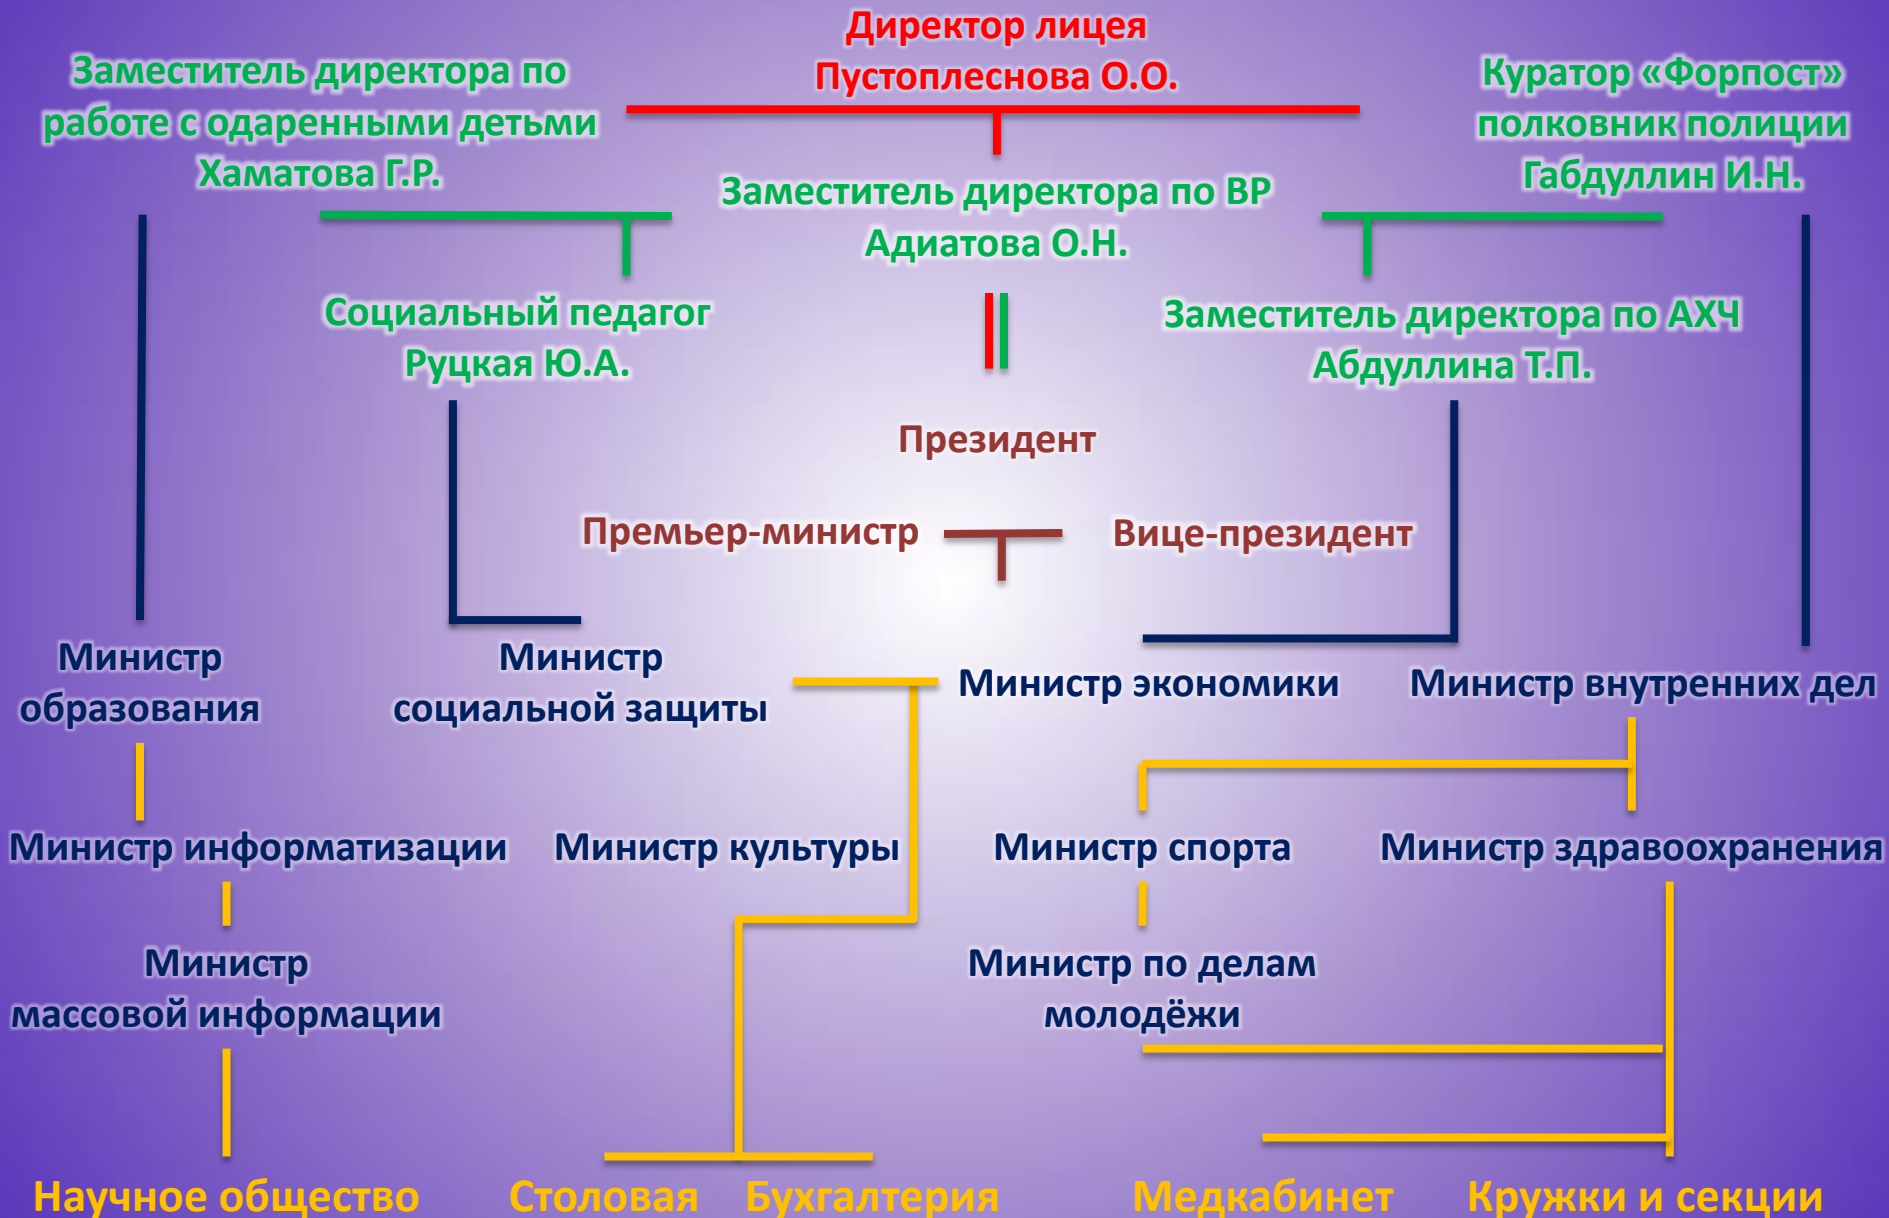 Директор лицея
Пустоплеснова О.О.
Заместитель директора по
работе с одаренными детьми
Хаматова Г.Р.
Куратор «Форпост»
полковник полиции
Габдуллин И.Н.
Заместитель директора по ВР
Адиатова О.Н.
Социальный педагог
Руцкая Ю.А.
Заместитель директора по АХЧ
Абдуллина Т.П.
Президент
Премьер-министр
Вице-президент
Министр
образования
Министр
социальной защиты
Министр экономики
Министр внутренних дел
Министр информатизации
Министр культуры
Министр спорта
Министр здравоохранения
Министр
массовой информации
Министр по делам
молодёжи
Научное общество
Столовая
Бухгалтерия
Медкабинет
Кружки и секции